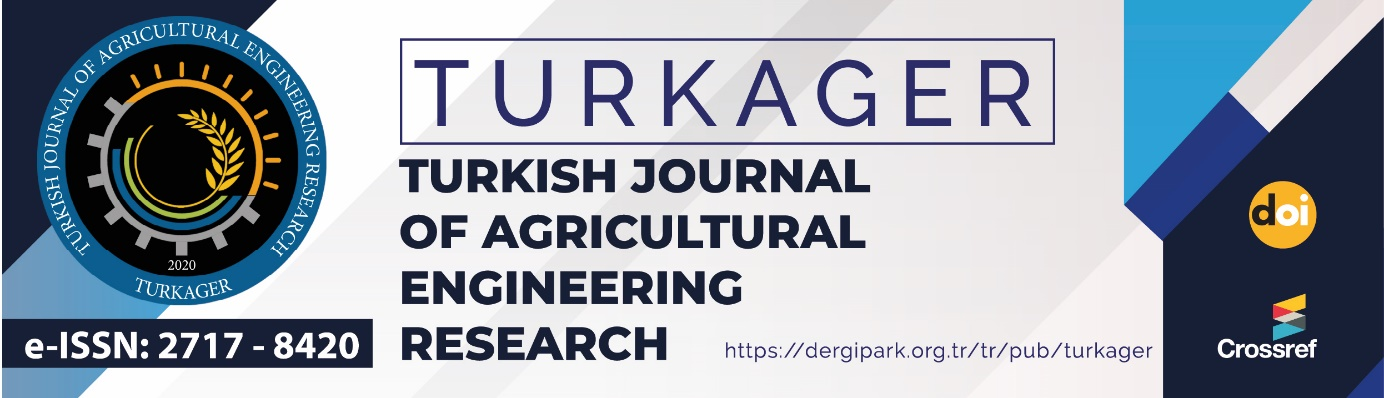 TURKISH JOURNAL OF AGRICULTURAL ENGINEERING RESEARCH
2020
TURKAGER
e-ISSN: 2717 - 8420
TURKAGER
TURKISH JOURNAL
OF AGRICULTURAL
ENGINEERING
RESEARCH
https://dergipark.org.tr/tr/pub/turkager
doi
Crossref